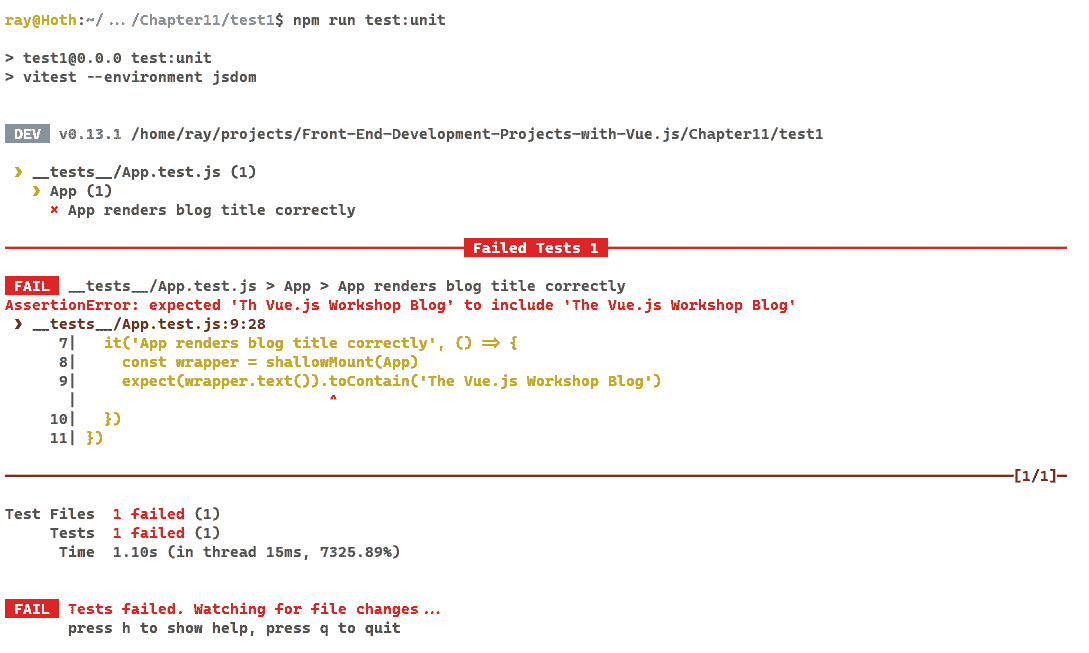 ray@Hoth:~/ ... /Chapter11/test1$ npm run test:unit
> test1@0.0.0 test:unit
> vitest --environment jsdom
DEV v0.13.1 /home/ray/projects/Front-End-Development-Projects-with-Vue.js/Chapter11/test1
❯ __tests__/App.test.js (1)
❯ App (1)
× App renders blog title correctly
Failed Tests 1
FAIL __tests__/App.test.js > App > App renders blog title correctly
AssertionError: expected 'Th Vue.js Workshop Blog' to include 'The Vue.js Workshop Blog'
❯ __tests__/App.test.js:9:28
7| it('App renders blog title correctly', () => {
8| const wrapper = shallowMount(App)
9| expect(wrapper.text()).toContain('The Vue.js Workshop Blog')
| ^
10| })
11| })
[1/1]
Test Files 1 failed (1)
Tests 1 failed (1)
Time 1.10s (in thread 15ms, 7325.89%)
FAIL Tests failed. Watching for file changes...
press h to show help, press q to quit